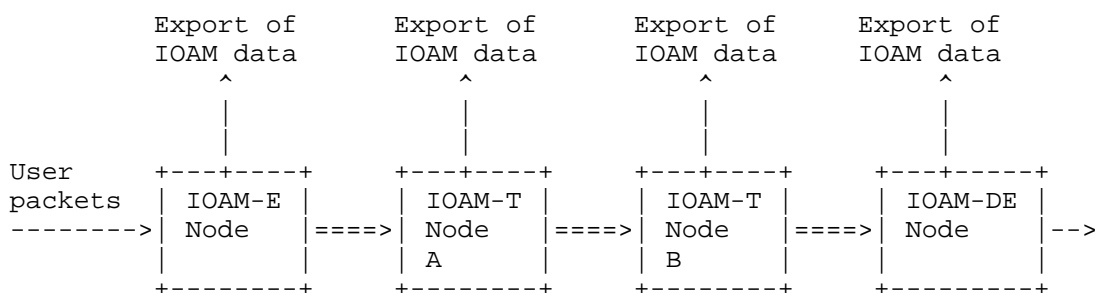 Export of Export of Export of Export of
IOAM data IOAM data IOAM data IOAM data
User
packets IOAM-E IOAM-T IOAM-T IOAM-DE
Node Node Node Node
A B